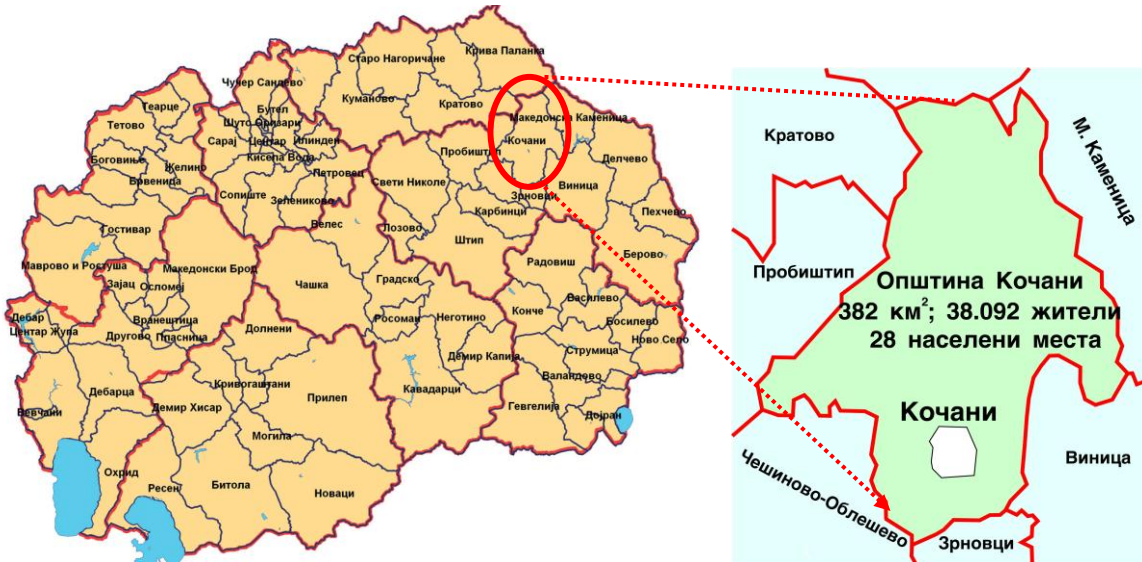 Крива Паланка
Старо Нагоричане
Чучер Сандево
Куманово
Кратово
Теарце
Бутел
Македонска Каменица
Тетово
Шуто Оризари
Сарај
Центар
Илинден
Кочани
Пробиштип
Делчево
Боговиње
Желино
Кисела Вода
Брвеница
Петровец
Свети Николе
Виница
Сопиште
Зелениково
Зрновци
Карбинци
Пехчево
Гостивар
Велес
Лозово
Штип
Берово
Маврово и Ростуша
Македонски Брод
Радовиш
Зајас
Осломеј
Чашка
Градско
Василево
Дебар
Центар Жупа
Вранештица
Другово
Пласница
Долнени
Росоман
Неготино
Конче
Босилево
Ново Село
Демир Капија
Струмица
Дебарца
Кривогаштани
Валандово
Вевчани
Демир Хисар
Прилеп
Кавадарци
Гевгелија
Дојран
Могила
Охрид
Ресен
Битола
Новаци
Кратово
М. Каменица
Пробиштип
Општина Кочани
382 км²; 38.092 жители
28 населени места
Кочани
Виница
Чешиново-Облешево
Зрновци